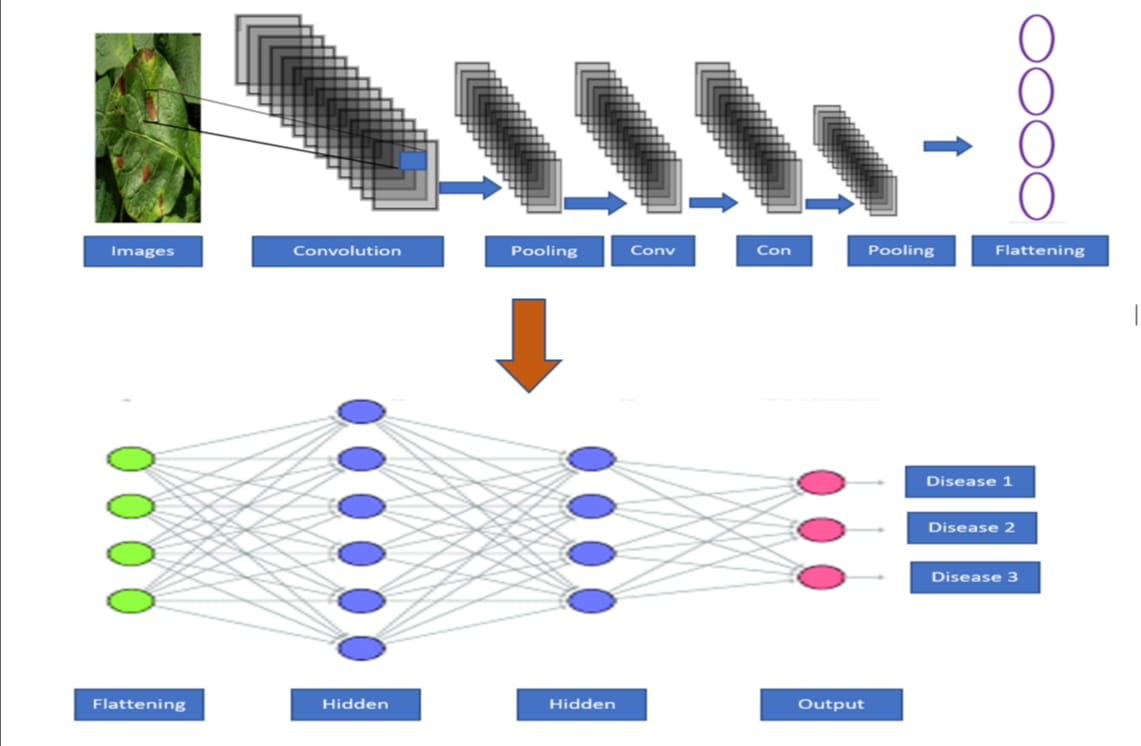 Images
Convolution
Pooling
Conv
Con
Pooling
Flattening
Disease 1
Disease 2
Disease 3
Flattening
Hidden
Hidden
Output